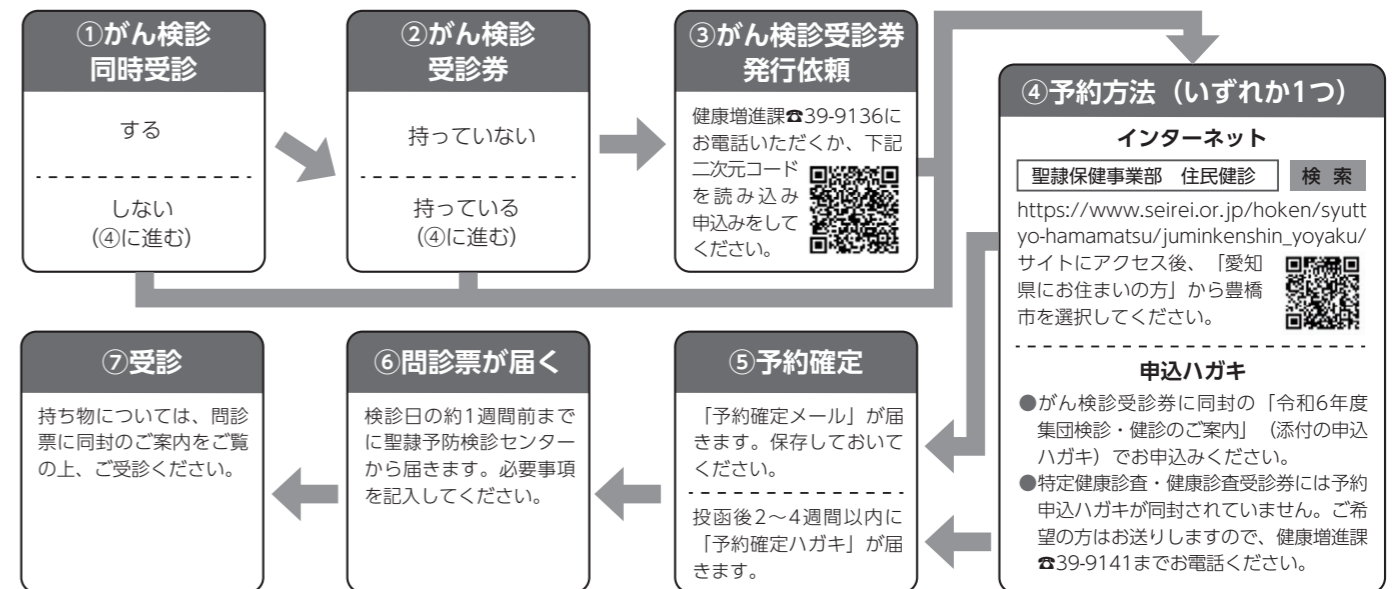 ①がん検診
同時受診
する
しない
(④に進む)
②がん検診
受診券
持っていない
持っている
(④に進む)
③がん検診受診券
発行依頼
健康増進課☎39-9136に
お電話いただくか、下記
二次元コード
を読み込み
申込みをして
ください。
④予約方法（いずれか1つ）
インターネット
聖隷保健事業部　住民健診
検 索
https://www.seirei.or.jp/hoken/syutt
yo-hamamatsu/juminkenshin_yoyaku/
サイトにアクセス後、「愛知
県にお住まいの方」から豊橋
市を選択してください。
申込ハガキ
●がん検診受診券に同封の「令和6年度
集団検診・健診のご案内」（添付の申込
ハガキ）でお申込みください。
●特定健康診査・健康診査受診券には予約
申込ハガキが同封されていません。ご希
望の方はお送りしますので、健康増進課
☎39-9141までお電話ください。
⑤予約確定
「予約確定メール」が届
きます。保存しておいて
ください。
投函後2～4週間以内に
「予約確定ハガキ」が届
きます。
⑥問診票が届く
検診日の約1週間前まで
に聖隷予防検診センター
から届きます。必要事項
を記入してください。
⑦受診
持ち物については、問診
票に同封のご案内をご覧
の上、ご受診ください。